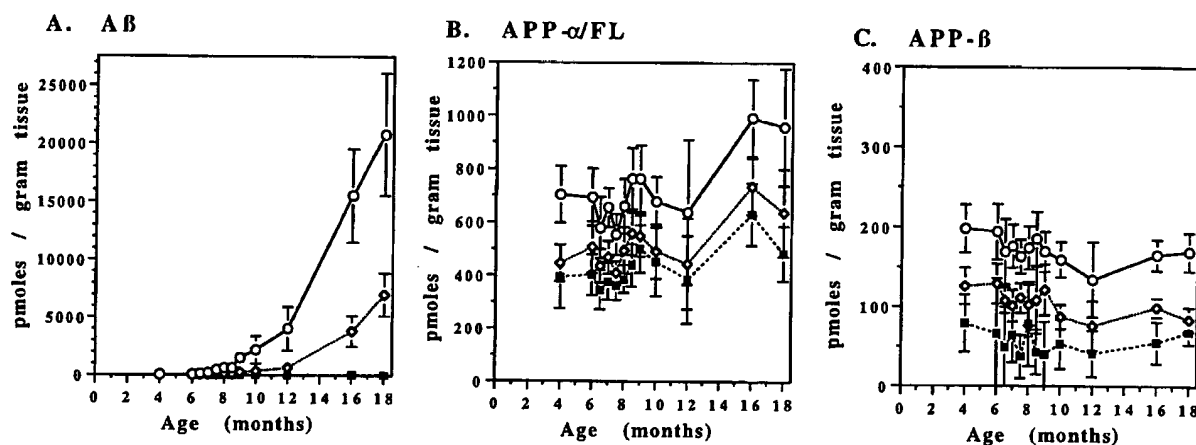 A. Aß
pmoles / gram tissue
25000
20000
15000
10000
5000
0
0 2 4 6 8 10 12 14 16 18
Age (months)
B. APP-α/FL
pmoles / gram tissue
1200
1000
800
600
400
200
0
0 2 4 6 8 10 12 14 16 18
Age (months)
C. APP-ß
pmoles / gram tissue
400
300
200
100
0
0 2 4 6 8 10 12 14 16 18
Age (months)